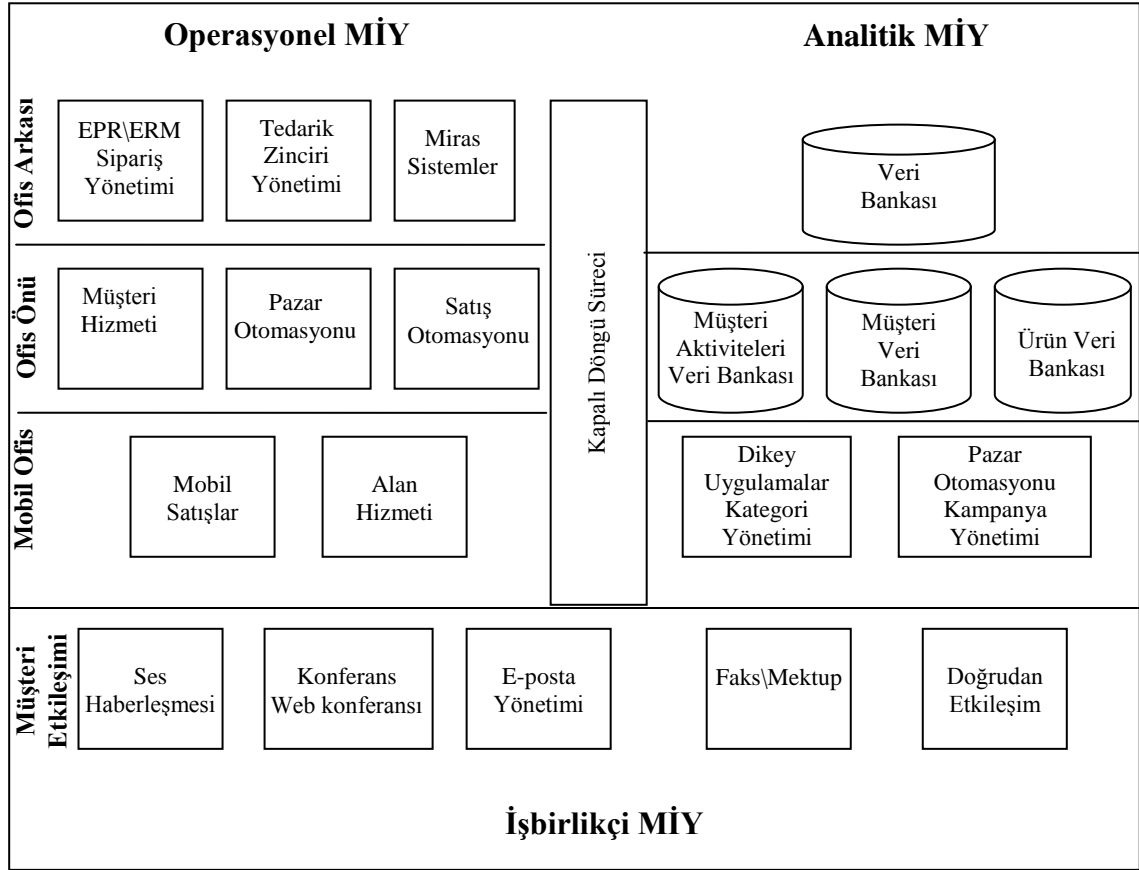 Operasyonel MİY
Analitik MİY
Ofis Arkası
EPR\ERM
Sipariş
Yönetimi
Tedarik
Zinciri
Yönetimi
Miras
Sistemler
Kapalı Döngü Süreci
Veri
Bankası
Ofis Önü
Müşteri
Hizmeti
Pazar
Otomasyonu
Satış
Otomasyonu
Müşteri
Aktiviteleri
Veri Bankası
Müşteri
Veri
Bankası
Ürün Veri
Bankası
Mobil Ofis
Mobil
Satışlar
Alan
Hizmeti
Dikey
Uygulamalar
Kategori
Yönetimi
Pazar
Otomasyonu
Kampanya
Yönetimi
Müşteri
Etkileşimi
Ses
Haberleşmesi
Konferans
Web konferansı
E-posta
Yönetimi
Faks\Mektup
Doğrudan
Etkileşim
İşbirlikçi MİY